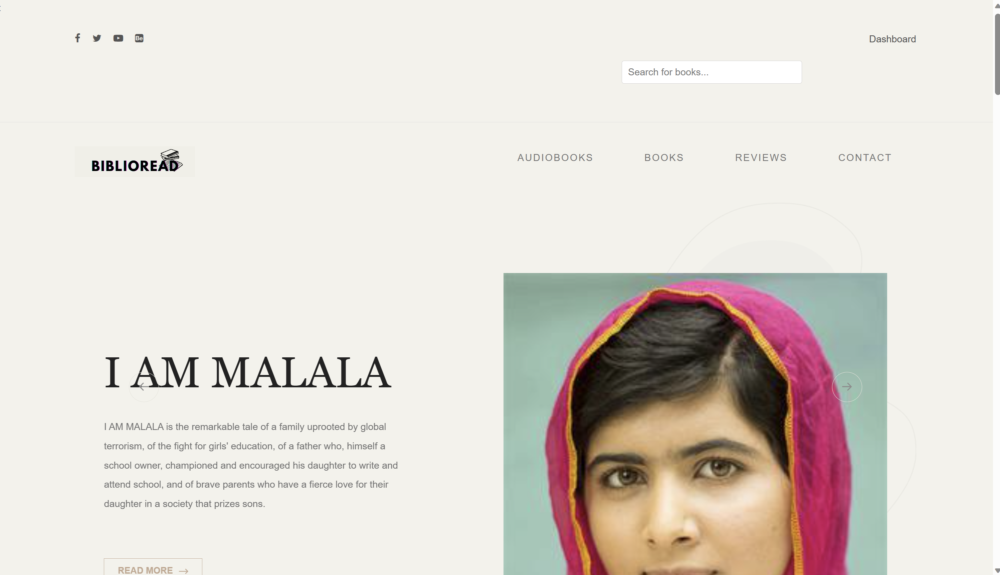 Be
Dashboard
Search for books...
BIBLIOREAD
AUDIOBOOKS BOOKS REVIEWS CONTACT
I AM MALALA
I AM MALALA is the remarkable tale of a family uprooted by global
terrorism, of the fight for girls' education, of a father who, himself a
school owner, championed and encouraged his daughter to write and
attend school, and of brave parents who have a fierce love for their
daughter in a society that prizes sons.
READ MORE